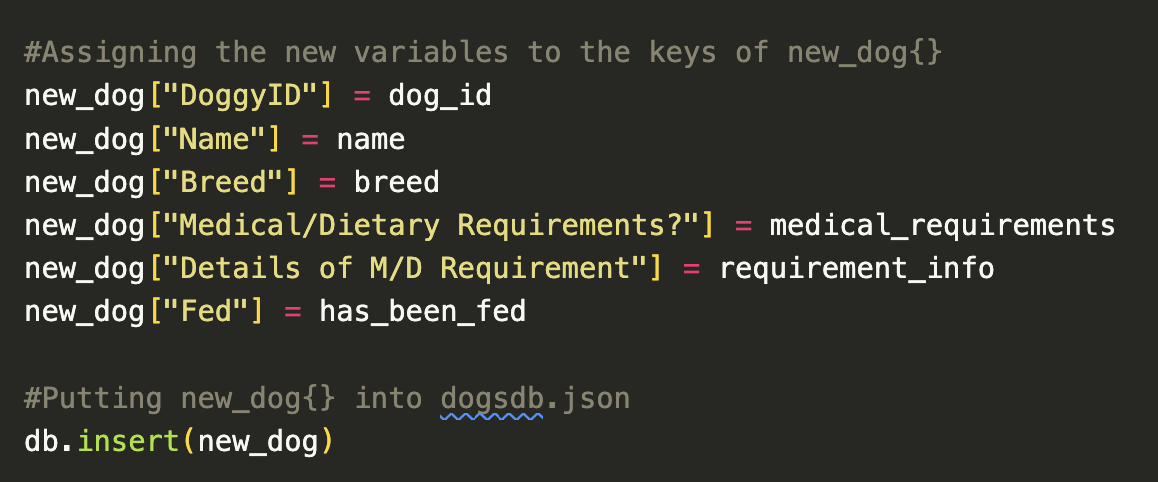 #Assigning the new variables to the keys of new_dog{}
new_dog["DoggyID"] = dog_id
new_dog["Name"] = name
new_dog["Breed"] = breed
new_dog["Medical/Dietary Requirements?"] = medical_requirements
new_dog["Details of M/D Requirement"] = requirement_info
new_dog["Fed"] = has_been_fed
#Putting new_dog{} into dogsdb.json
db.insert(new_dog)